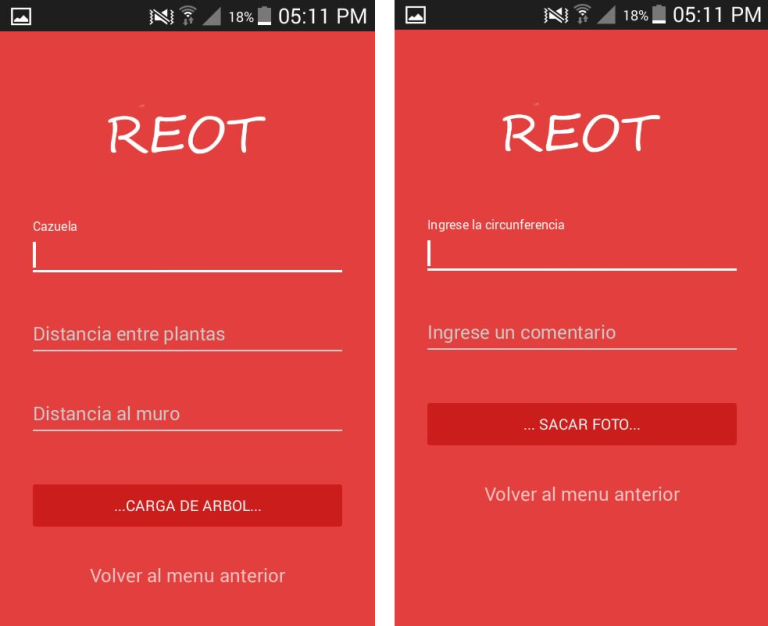 18% 05:11 PM
REOT
Cazuela
Distancia entre plantas
Distancia al muro
...CARGA DE ARBOL...
Volver al menu anterior
18% 05:11 PM
REOT
Ingrese la circunferencia
Ingrese un comentario
... SACAR FOTO...
Volver al menu anterior